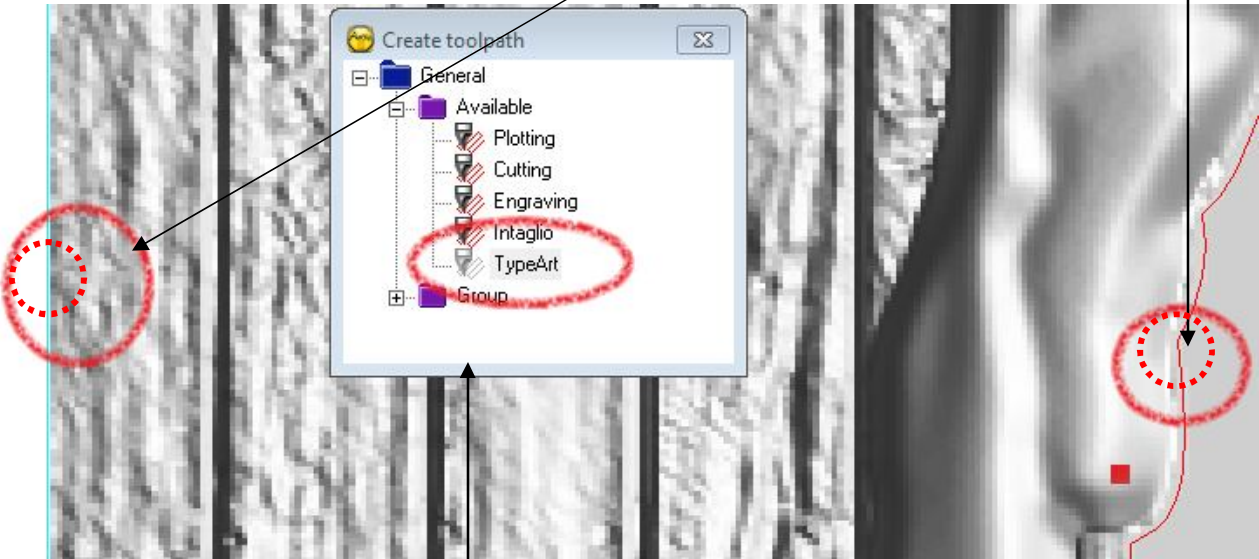 Create toolpath
General
Available
Plotting
Cutting
Engraving
Intaglio
TypeArt
Group